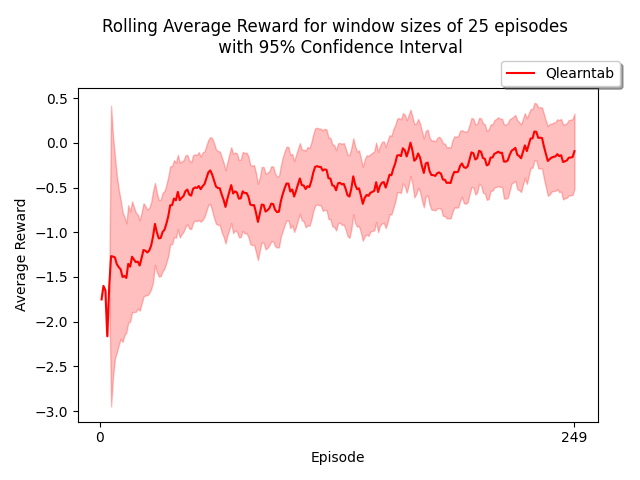 Rolling Average Reward for window sizes of 25 episodes
with 95% Confidence Interval
Qlearntab
0.5
0.0
−0.5
−1.0
−1.5
−2.0
−2.5
−3.0
Average Reward
0
249
Episode